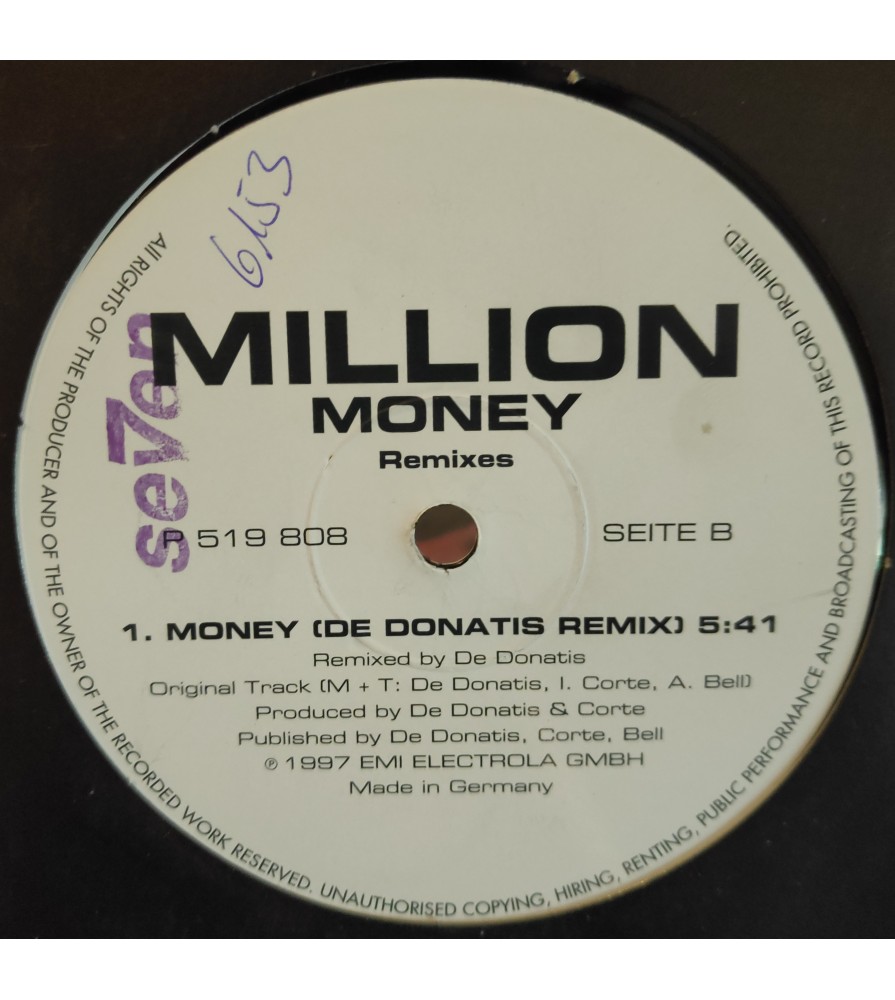 6153
MILLION
MONEY
Remixes
seven
P 519 808
SEITE B
1. MONEY (DE DONATIS REMIX) 5:41
Remixed by De Donatis
Original Track (M + T: De Donatis, I. Corte, A. Bell)
Produced by De Donatis & Corte
Published by De Donatis, Corte, Bell
℗ 1997 EMI ELECTROLA GMBH
Made in Germany
All RIGHTS OF THE PRODUCER AND OF THE OWNER OF THE RECORDED WORK RESERVED. UNAUTHORISED COPYING, HIRING, RENTING, PUBLIC PERFORMANCE AND BROADCASTING OF THIS RECORD PROHIBITED.